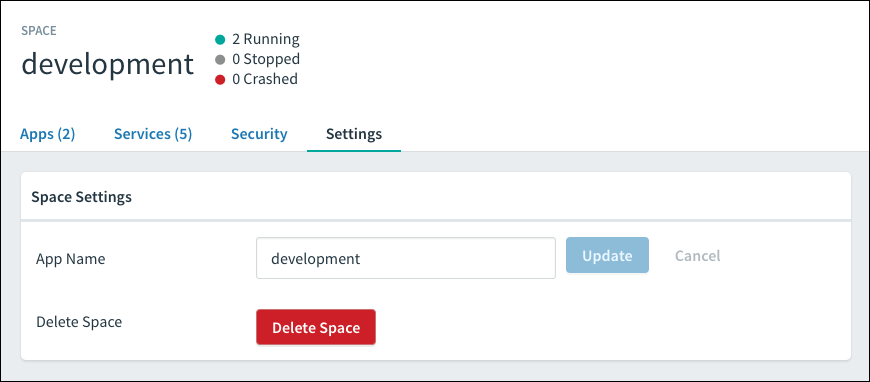 SPACE
development
2 Running
0 Stopped
0 Crashed
Apps (2) Services (5) Security Settings
Space Settings
App Name development Update Cancel
Delete Space Delete Space